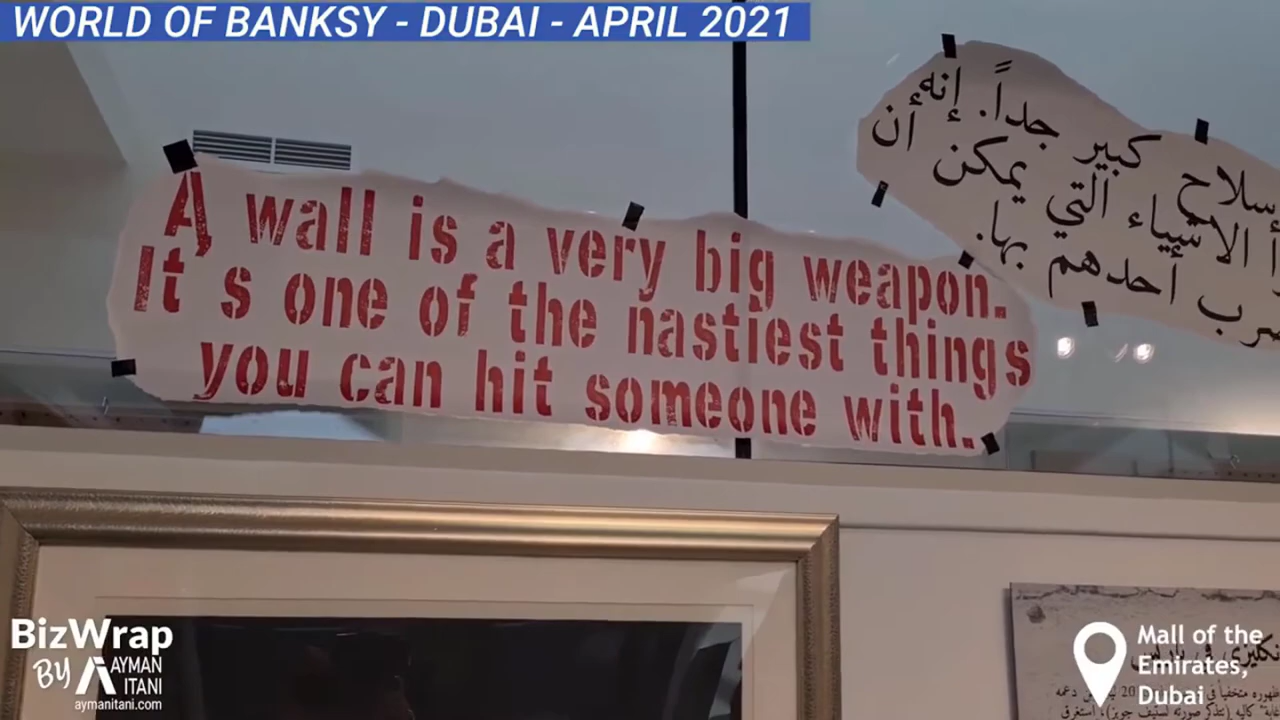 WORLD OF BANKSY - DUBAI - APRIL 2021
A wall is a very big weapon.
It's one of the nastiest things
you can hit someone with.
سلاح كبير جداً. إنه
الأشياء التي يمكن أن
أحدهم بها.
BizWrap
BY AYMAN
ITANI
aymanitani.com
Mall of the
Emirates,
Dubai